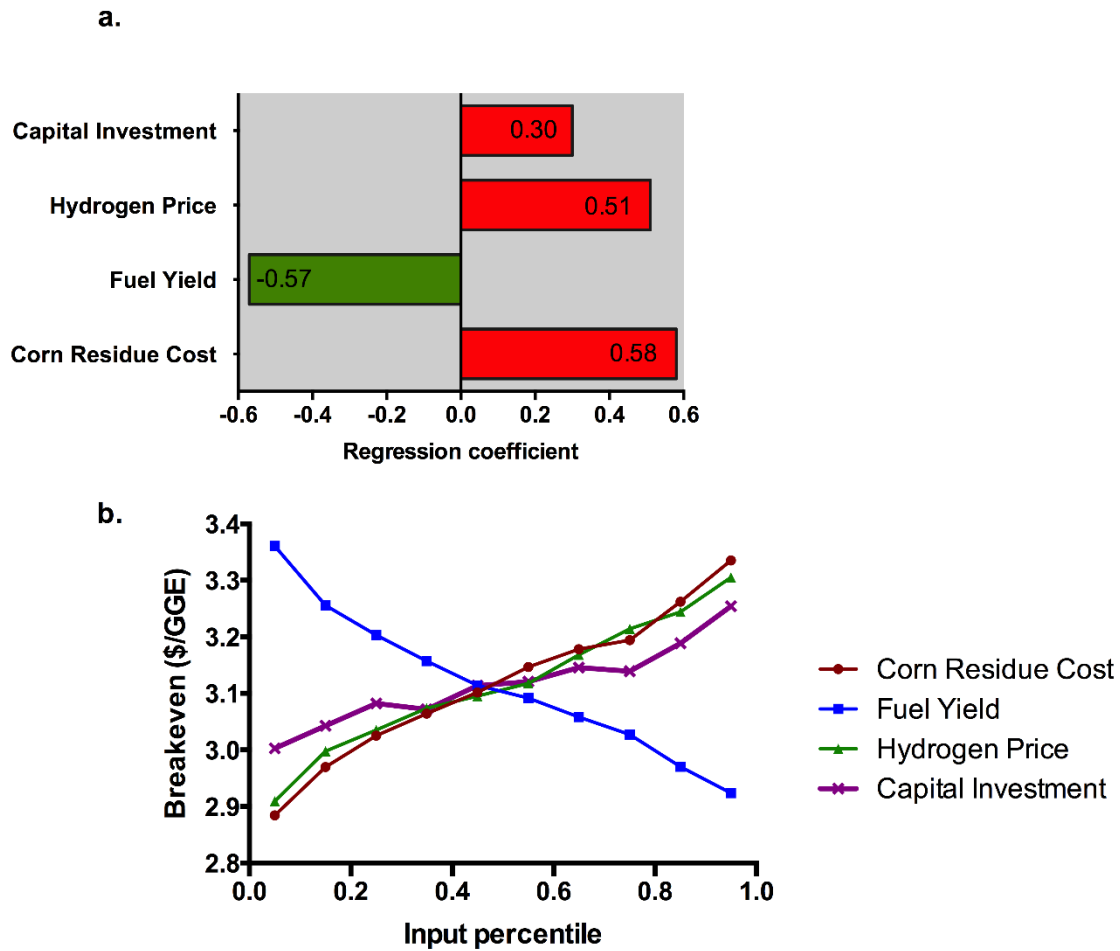 a.
Capital Investment
0.30
Hydrogen Price
0.51
Fuel Yield
-0.57
Corn Residue Cost
0.58
-0.6 -0.4 -0.2 0.0 0.2 0.4 0.6
Regression coefficient
b.
3.4
3.3
3.2
3.1
3.0
2.9
2.8
Breakeven ($/GGE)
0.0 0.2 0.4 0.6 0.8 1.0
Input percentile
Corn Residue Cost
Fuel Yield
Hydrogen Price
Capital Investment